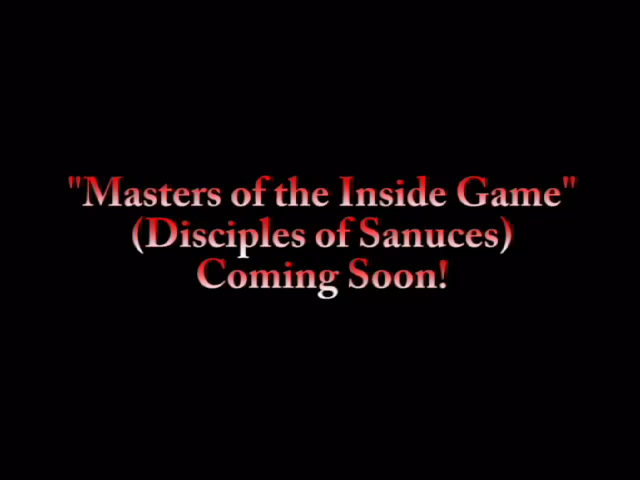 "Masters of the Inside Game"
(Disciples of Sanuces)
Coming Soon!